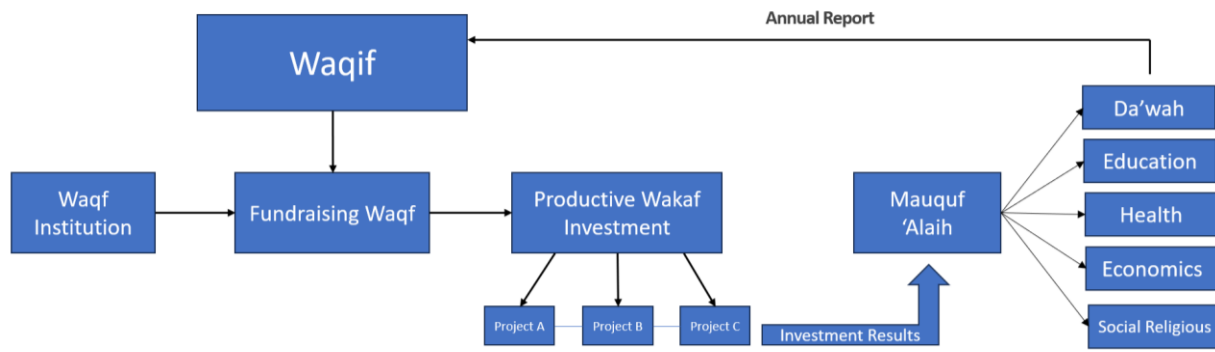 Annual Report
Waqif
Da'wah
Education
Health
Economics
Social Religious
Waqf
Institution
Fundraising Waqf
Productive Wakaf
Investment
Mauquf
‘Alaih
Project A
Project B
Project C
Investment Results